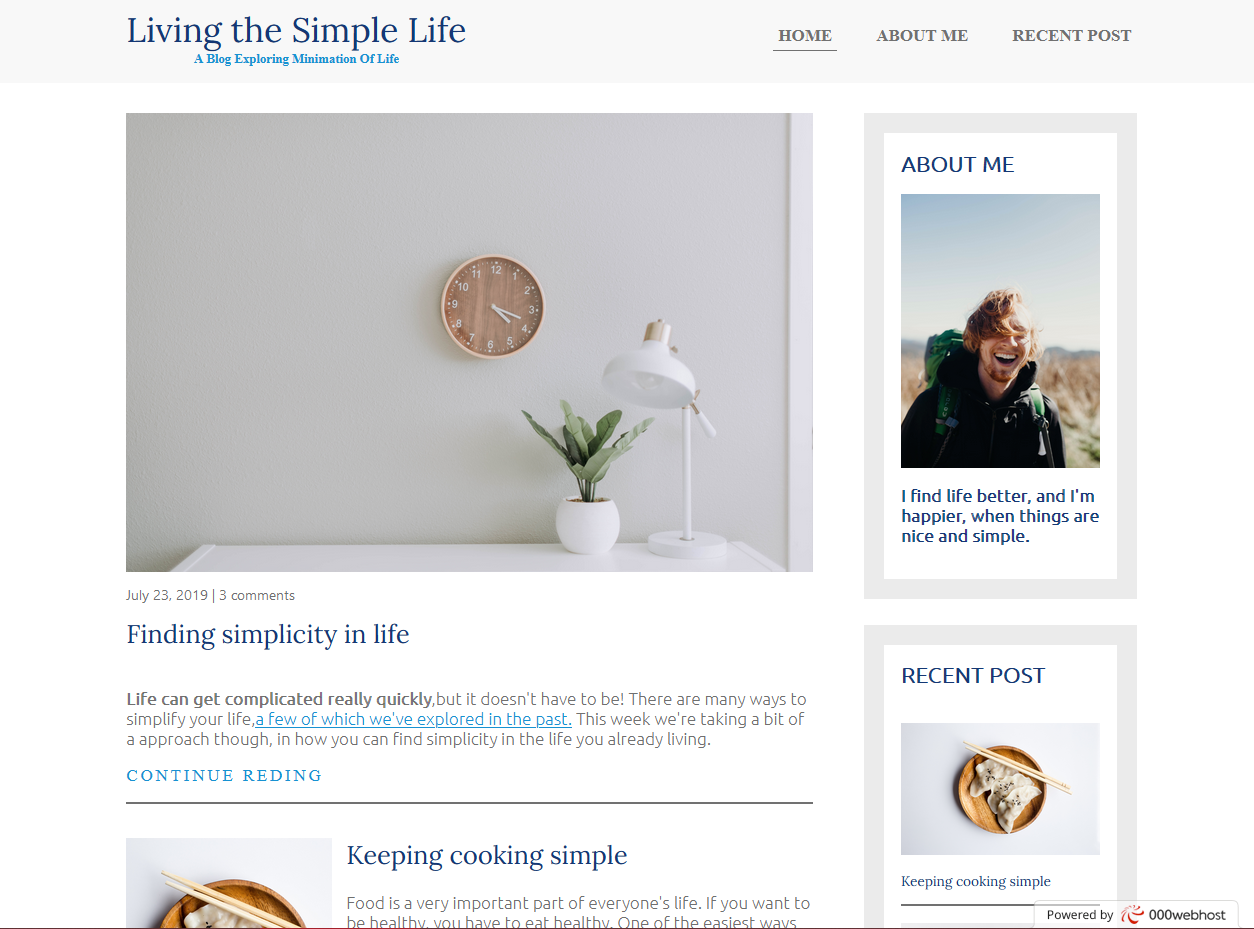 Living the Simple Life
A Blog Exploring Minimation Of Life
HOME
ABOUT ME
RECENT POST
12
1
2
3
4
5
6
7
8
9
10
11
July 23, 2019 | 3 comments
Finding simplicity in life
Life can get complicated really quickly,but it doesn't have to be! There are many ways to
simplify your life,a few of which we've explored in the past. This week we're taking a bit of
a approach though, in how you can find simplicity in the life you already living.
CONTINUE REDING
Keeping cooking simple
Food is a very important part of everyone's life. If you want to
be healthy, you have to eat healthy. One of the easiest ways
ABOUT ME
I find life better, and I'm
happier, when things are
nice and simple.
RECENT POST
Keeping cooking simple
Powered by 000webhost